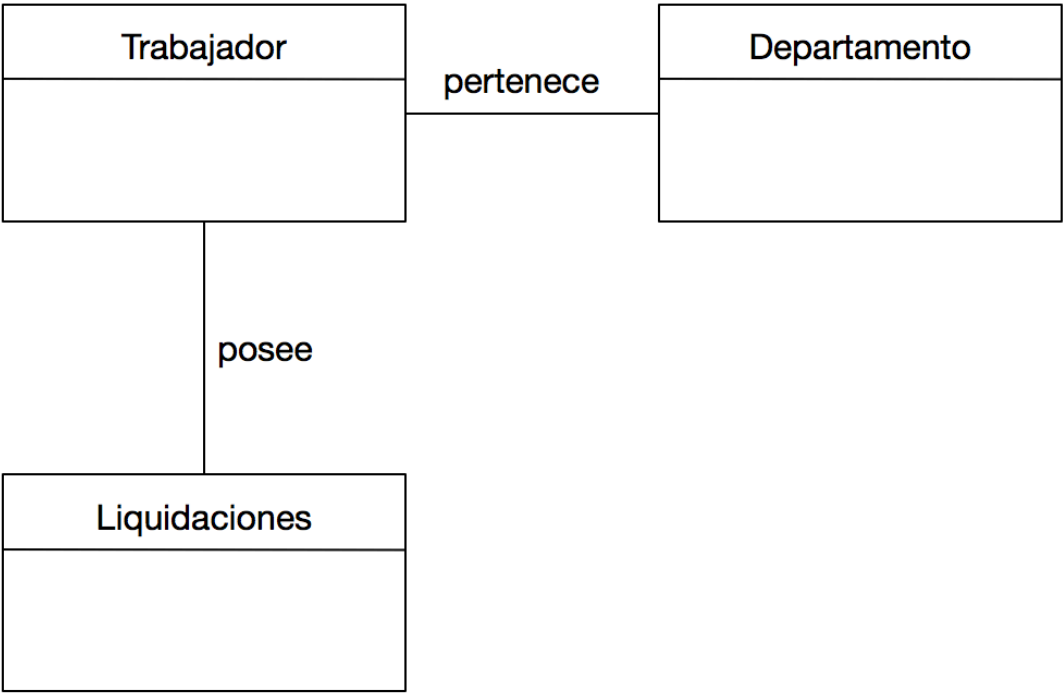 Trabajador
Departamento
pertenece
posee
Liquidaciones